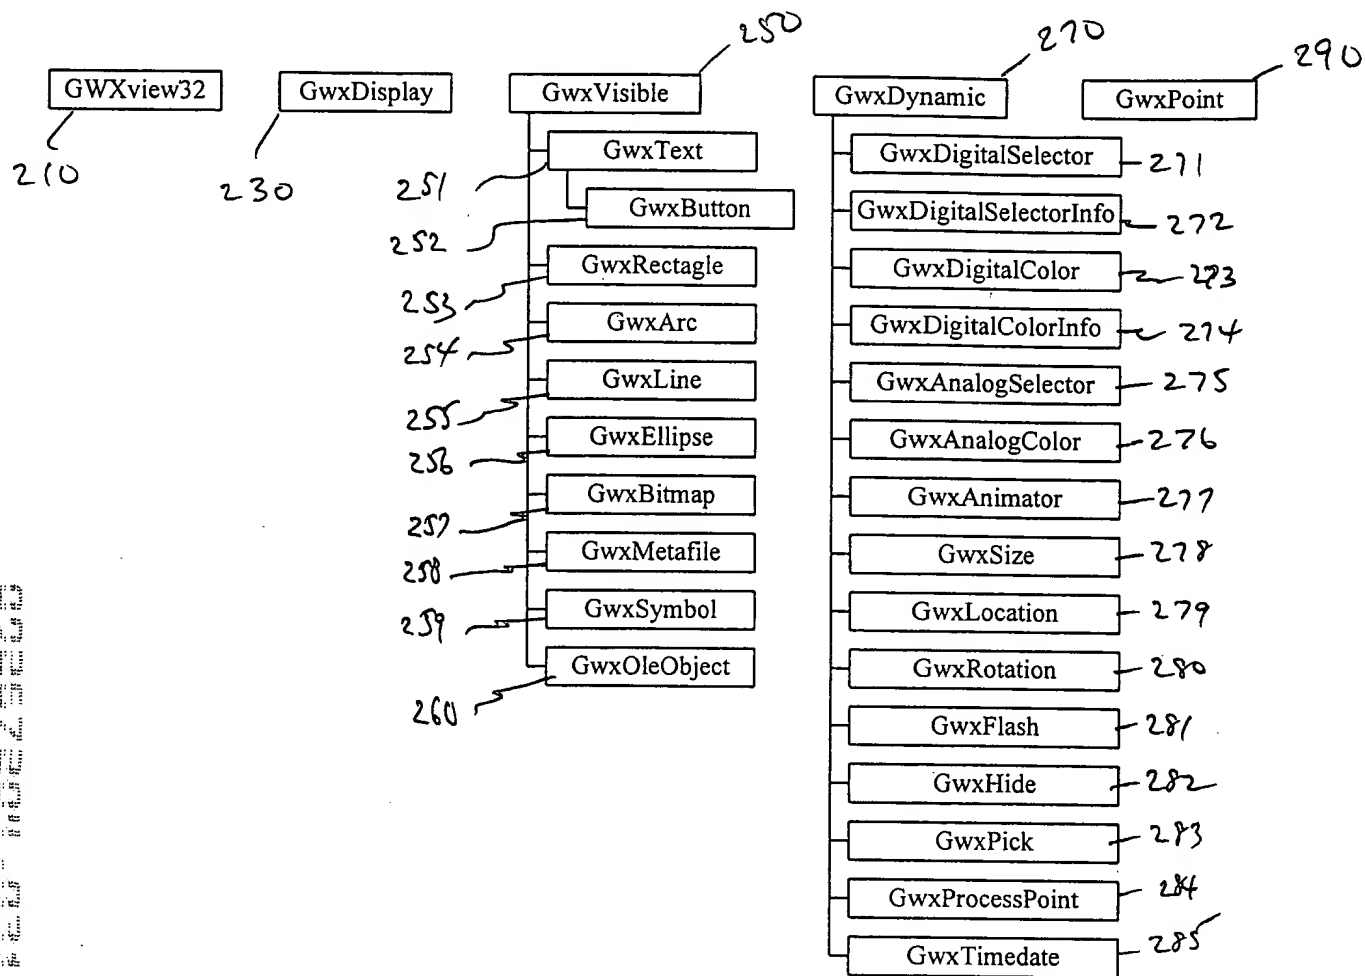 250
270
290
GWXview32
GwxDisplay
GwxVisible
GwxDynamic
GwxPoint
210
230
GwxText
251
GwxButton
252
GwxRectagle
253
GwxArc
254
GwxLine
255
GwxEllipse
256
GwxBitmap
257
GwxMetafile
258
GwxSymbol
259
GwxOleObject
260
GwxDigitalSelector
271
GwxDigitalSelectorInfo
272
GwxDigitalColor
273
GwxDigitalColorInfo
274
GwxAnalogSelector
275
GwxAnalogColor
276
GwxAnimator
277
GwxSize
278
GwxLocation
279
GwxRotation
280
GwxFlash
281
GwxHide
282
GwxPick
283
GwxProcessPoint
284
GwxTimedate
285